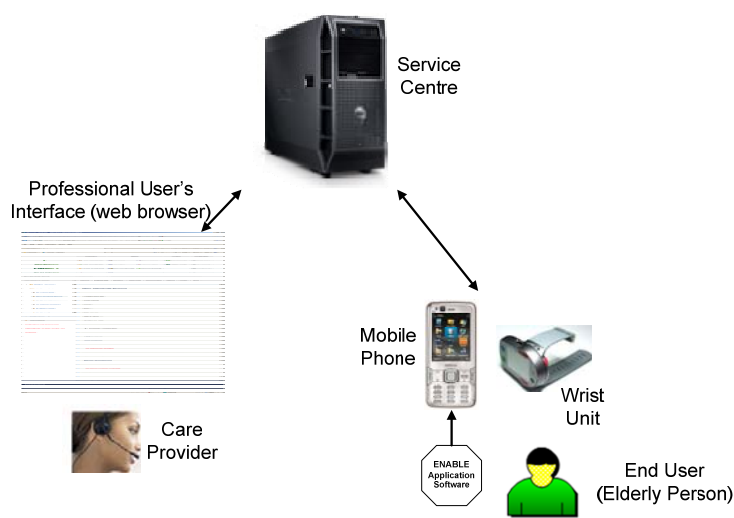 Service
Centre
Professional User's
Interface (web browser)
Mobile
Phone
Wrist
Unit
Care
Provider
ENABLE
Application
Software
End User
(Elderly Person)